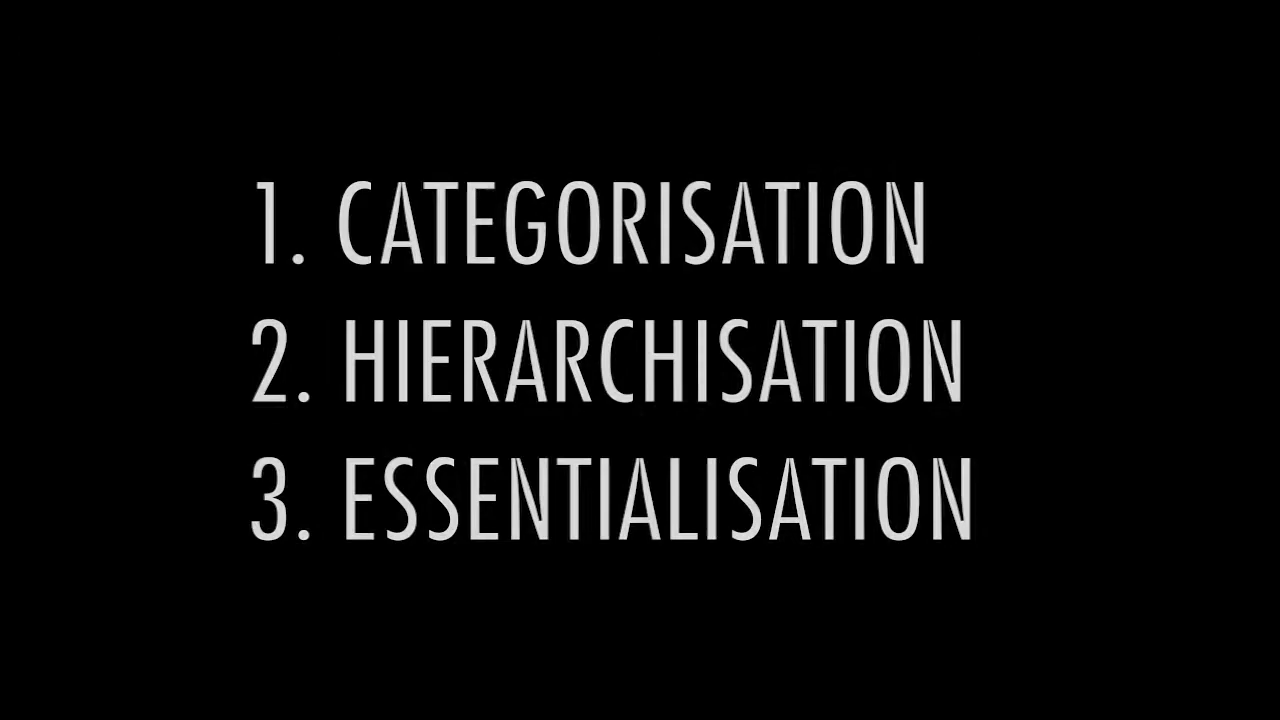 1. CATEGORISATION
2. HIERARCHISATION
3. ESSENTIALISATION